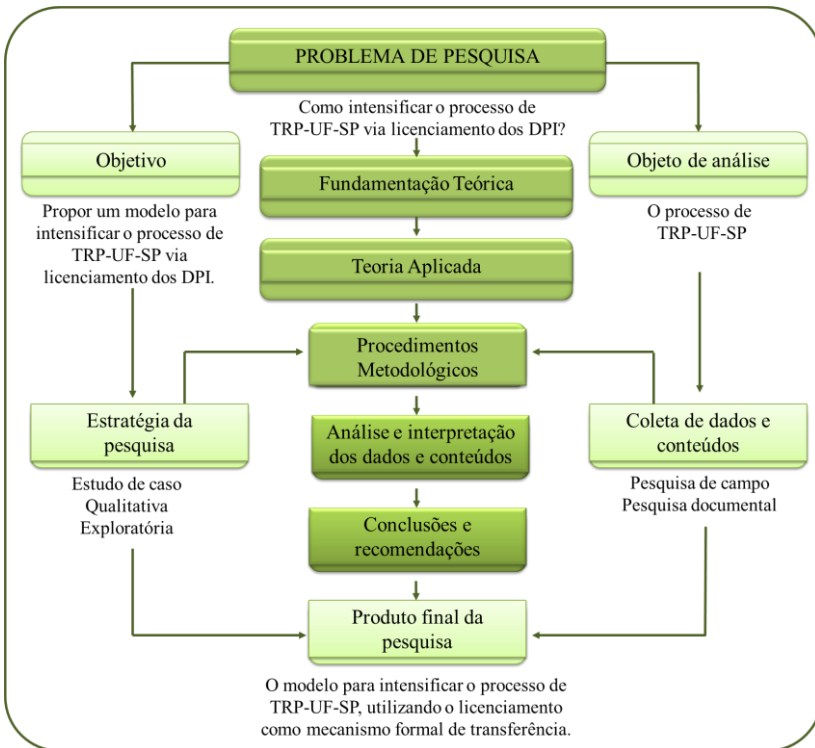 PROBLEMA DE PESQUISA
Como intensificar o processo de
TRP-UF-SP via licenciamento dos DPI?
Objetivo
Objeto de análise
Fundamentação Teórica
Propor um modelo para
intensificar o processo de
TRP-UF-SP via
licenciamento dos DPI.
O processo de
TRP-UF-SP
Teoria Aplicada
Procedimentos
Metodológicos
Estratégia da
pesquisa
Análise e interpretação
dos dados e conteúdos
Coleta de dados e
conteúdos
Estudo de caso
Qualitativa
Exploratória
Pesquisa de campo
Pesquisa documental
Conclusões e
recomendações
Produto final da
pesquisa
O modelo para intensificar o processo de
TRP-UF-SP, utilizando o licenciamento
como mecanismo formal de transferência.